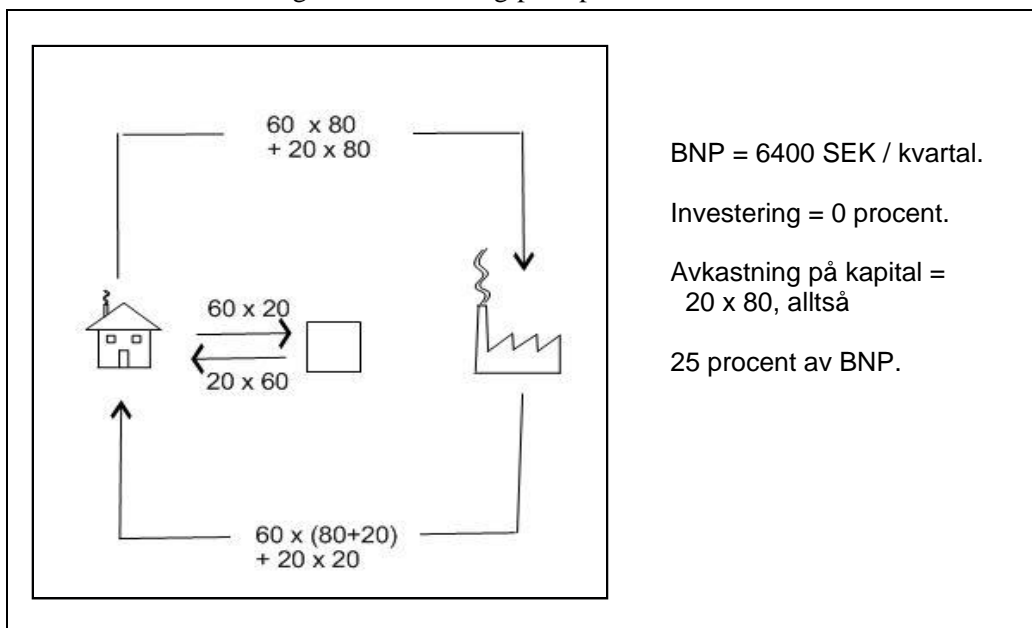 60 x 80
+ 20 x 80
60 x 20
20 x 60
60 x (80+20)
+ 20 x 20
BNP = 6400 SEK / kvartal.
Investering = 0 procent.
Avkastning på kapital =
20 x 80, alltså
25 procent av BNP.